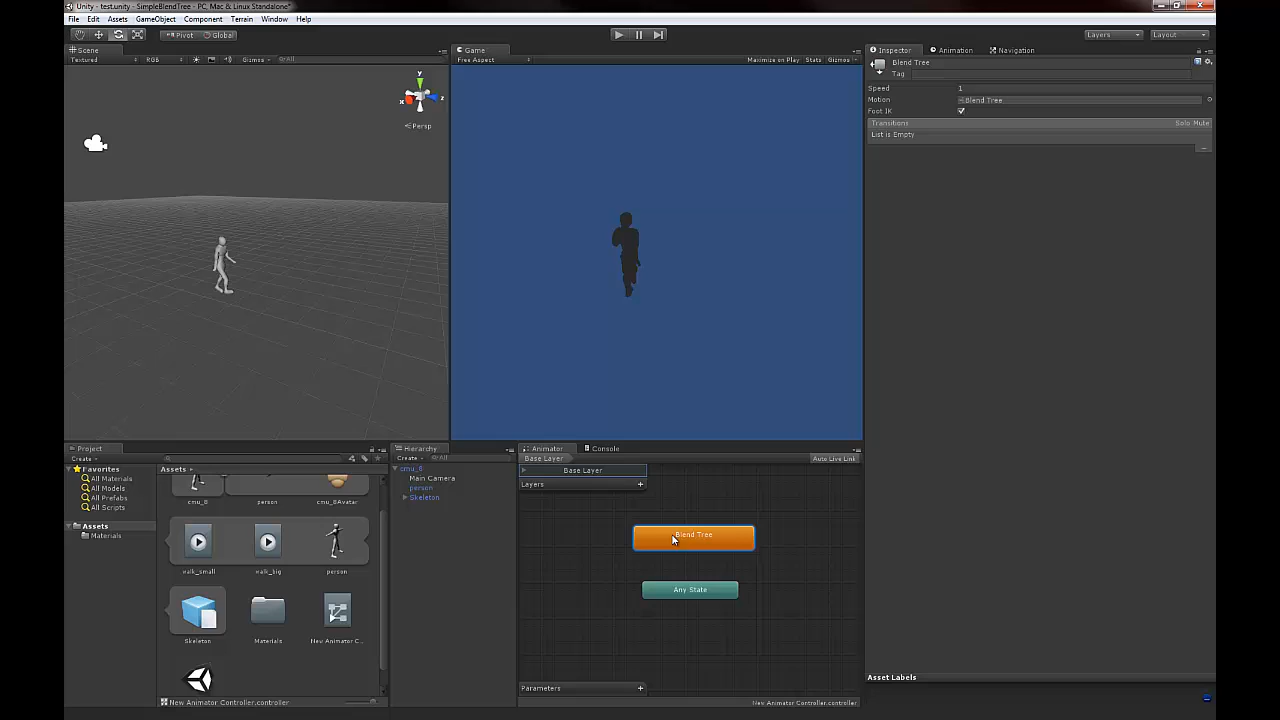 Unity - test.unity - SimpleBlendTree - PC, Mac & Linux Standalone*
File Edit Assets GameObject Component Terrain Window Help
Pivot Global Layers Layout
Scene
Textured RGB Gizmos All
y
x z
Persp
Game
Free Aspect Maximize on Play Stats Gizmos
Inspector Animation Navigation
Blend Tree
Tag
Speed 1
Motion Blend Tree
Foot IK
Transitions Solo Mute
List is Empty
Asset Labels
Project
Create
Favorites
All Materials
All Models
All Prefabs
All Scripts
Assets
Materials
Assets
cmu_8 person cmu_8Avatar
walk_small walk_big person
Skeleton Materials New Animator C...
New Animator Controller.controller
Hierarchy
Create All
cmu_8
Main Camera
person
Skeleton
Animator Console
Base Layer Auto Live Link
Base Layer
Layers +
Blend Tree
Any State
Parameters +
New Animator Controller.controller